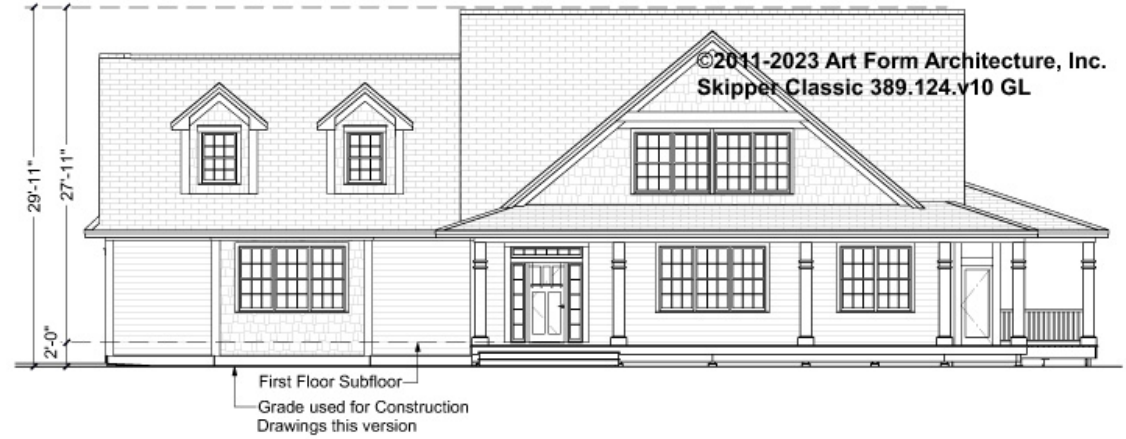 ©2011-2023 Art Form Architecture, Inc.
Skipper Classic 389.124.v10 GL
29'-11"
27'-11"
2'-0"
First Floor Subfloor
Grade used for Construction
Drawings this version